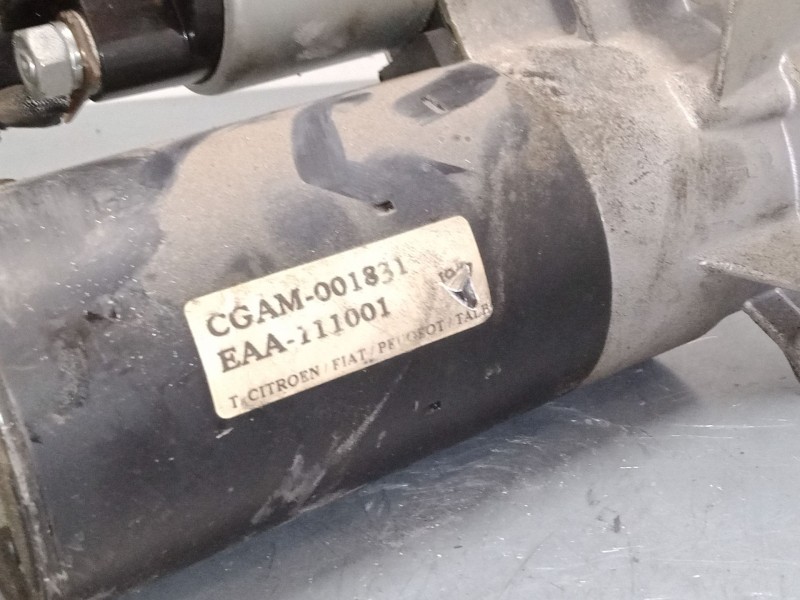 CGAM-001831
EAA-111001
T. CITROEN / FIAT / PEUGEOT / TALB